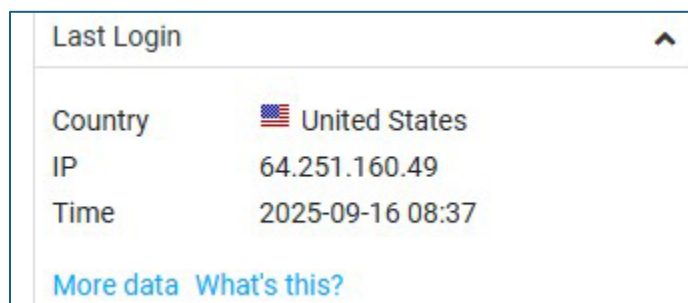 Last Login
Country United States
IP 64.251.160.49
Time 2025-09-16 08:37
More data What's this?